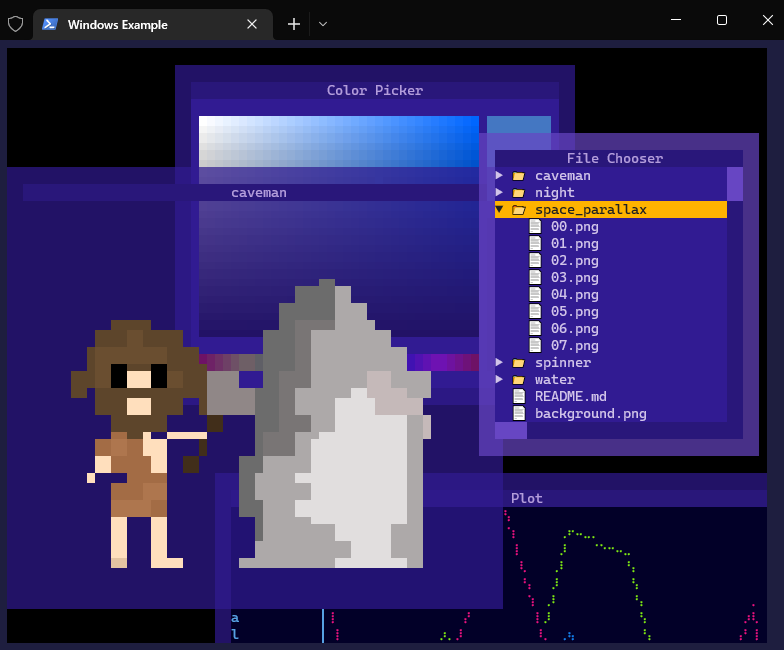 Windows Example
Color Picker
File Chooser
caveman
night
space_parallax
00.png
01.png
02.png
03.png
04.png
05.png
06.png
07.png
spinner
water
README.md
background.png
caveman
Plot
a
l